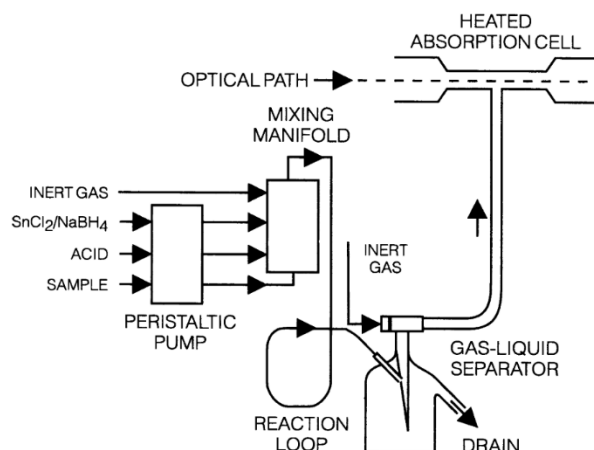 HEATED
ABSORPTION CELL
OPTICAL PATH
MIXING
MANIFOLD
INERT GAS
SnCl2/NaBH4
ACID
SAMPLE
PERISTALTIC
PUMP
INERT
GAS
GAS-LIQUID
SEPARATOR
REACTION
LOOP
DRAIN